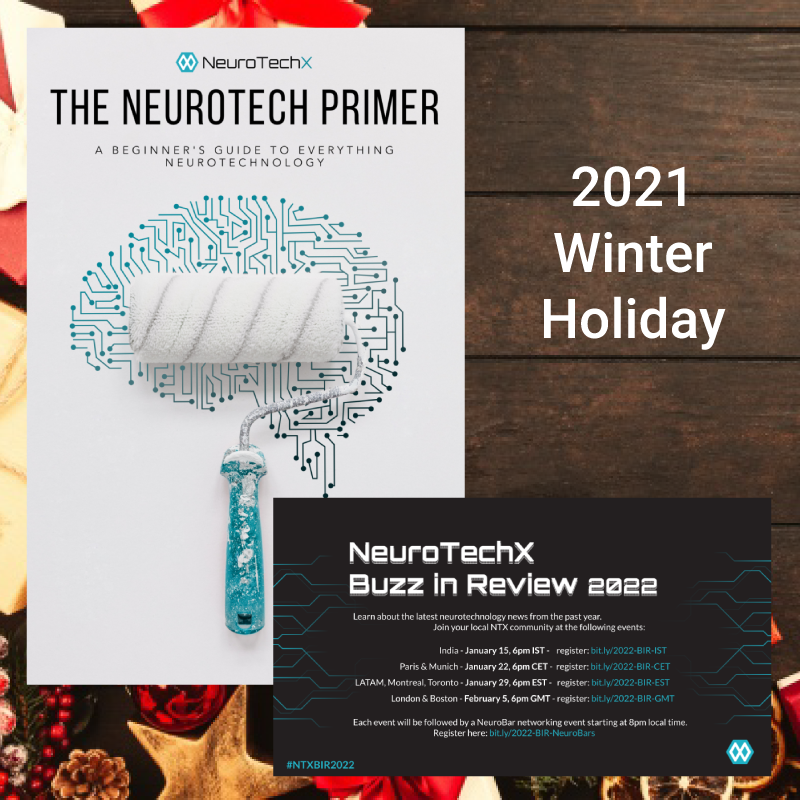 NeuroTechX
THE NEUROTECH PRIMER
A BEGINNER'S GUIDE TO EVERYTHING
NEUROTECHNOLOGY
2021
Winter
Holiday
NeuroTechX
Buzz in Review 2022
Learn about the latest neurotechnology news from the past year.
Join your local NTX community at the following events:
India - January 15, 6pm IST - register: bit.ly/2022-BIR-IST
Paris & Munich - January 22, 6pm CET - register: bit.ly/2022-BIR-CET
LATAM, Montreal, Toronto - January 29, 6pm EST - register: bit.ly/2022-BIR-EST
London & Boston - February 5, 6pm GMT - register: bit.ly/2022-BIR-GMT
Each event will be followed by a NeuroBar networking event starting at 8pm local time.
Register here: bit.ly/2022-BIR-NeuroBars
#NTXBIR2022